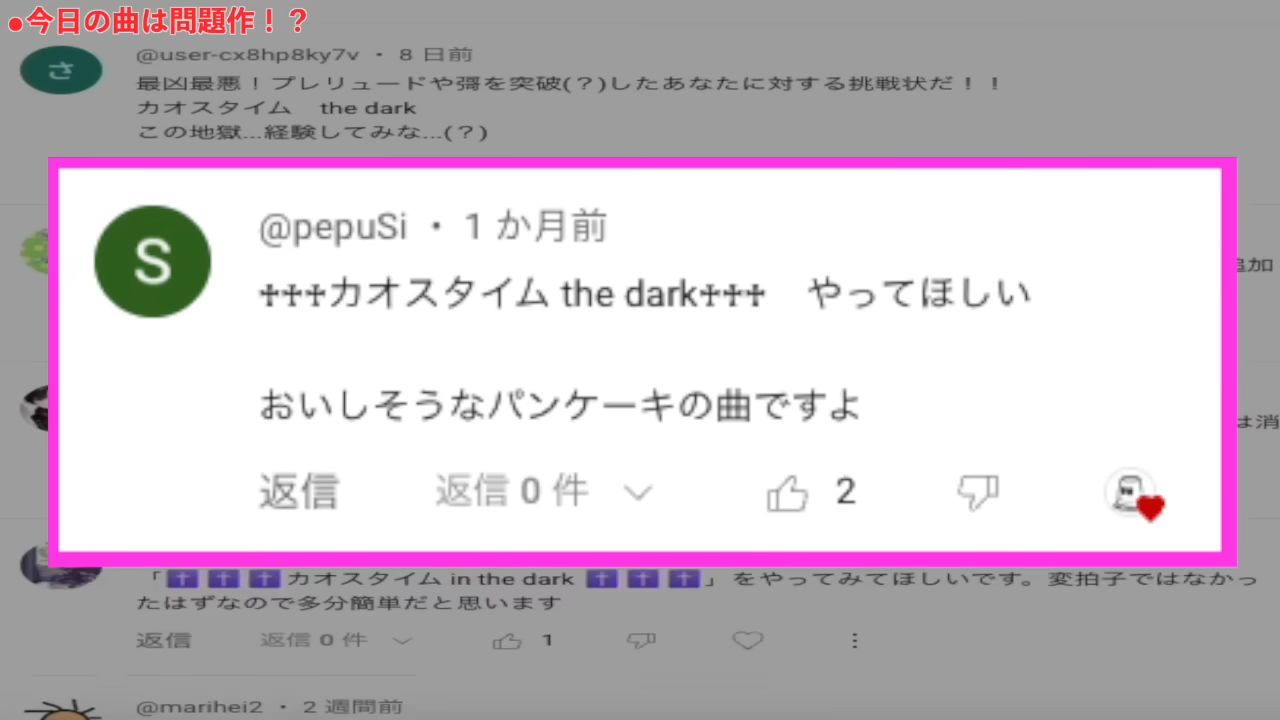 ●今日の曲は問題作！？
さ
@user-cx8hp8ky7v ・ 8 日前
最凶最悪！プレリュードや彁を突破(？)したあなたに対する挑戦状だ！！
カオスタイム　the dark
この地獄...経験してみな...(？)
S
@pepuSi ・ 1 か月前
♱♱♱カオスタイム the dark♱♱♱　やってほしい
おいしそうなパンケーキの曲ですよ
返信 返信 0 件 2
追加
は消
「✝️✝️✝️カオスタイム in the dark ✝️✝️✝️」をやってみてほしいです。変拍子ではなかっ
たはずなので多分簡単だと思います
返信 返信 0 件 1
@marihei2 ・ 2 週間前